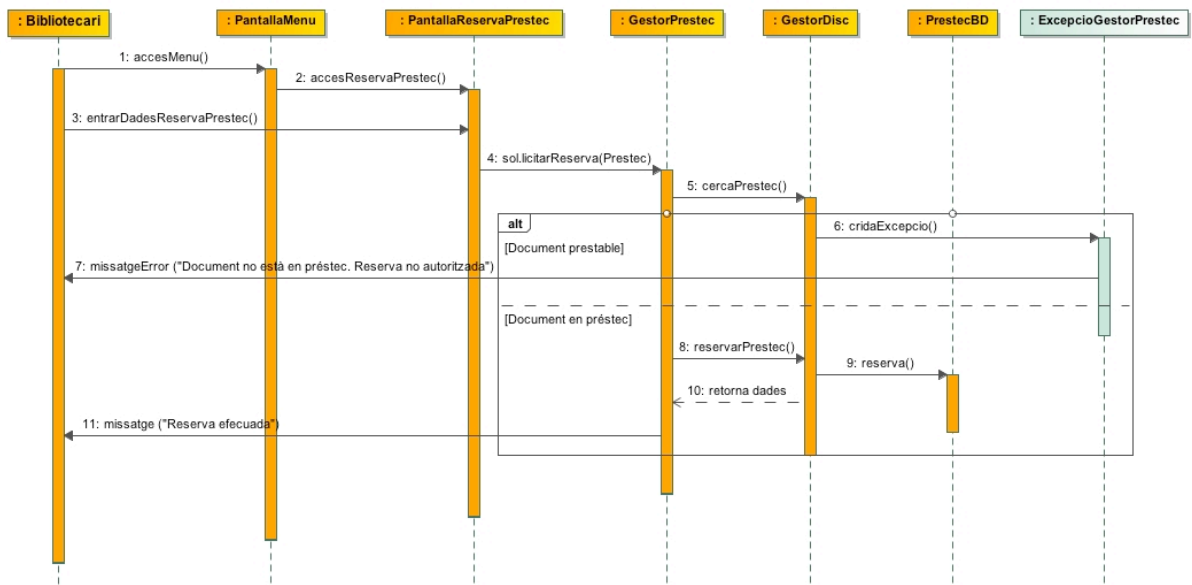 : Bibliotecari
: PantallaMenu
: PantallaReservaPrestec
: GestorPrestec
: GestorDisc
: PrestecBD
: ExcepcioGestorPrestec
1: accesMenu()
2: accesReservaPrestec()
3: entrarDadesReservaPrestec()
4: sol.licitarReserva(Prestec)
5: cercaPrestec()
alt
6: cridaExcepcio()
[Document prestable]
7: missatgeError ("Document no està en préstec. Reserva no autoritzada")
[Document en préstec]
8: reservarPrestec()
9: reserva()
10: retorna dades
11: missatge ("Reserva efecuada")